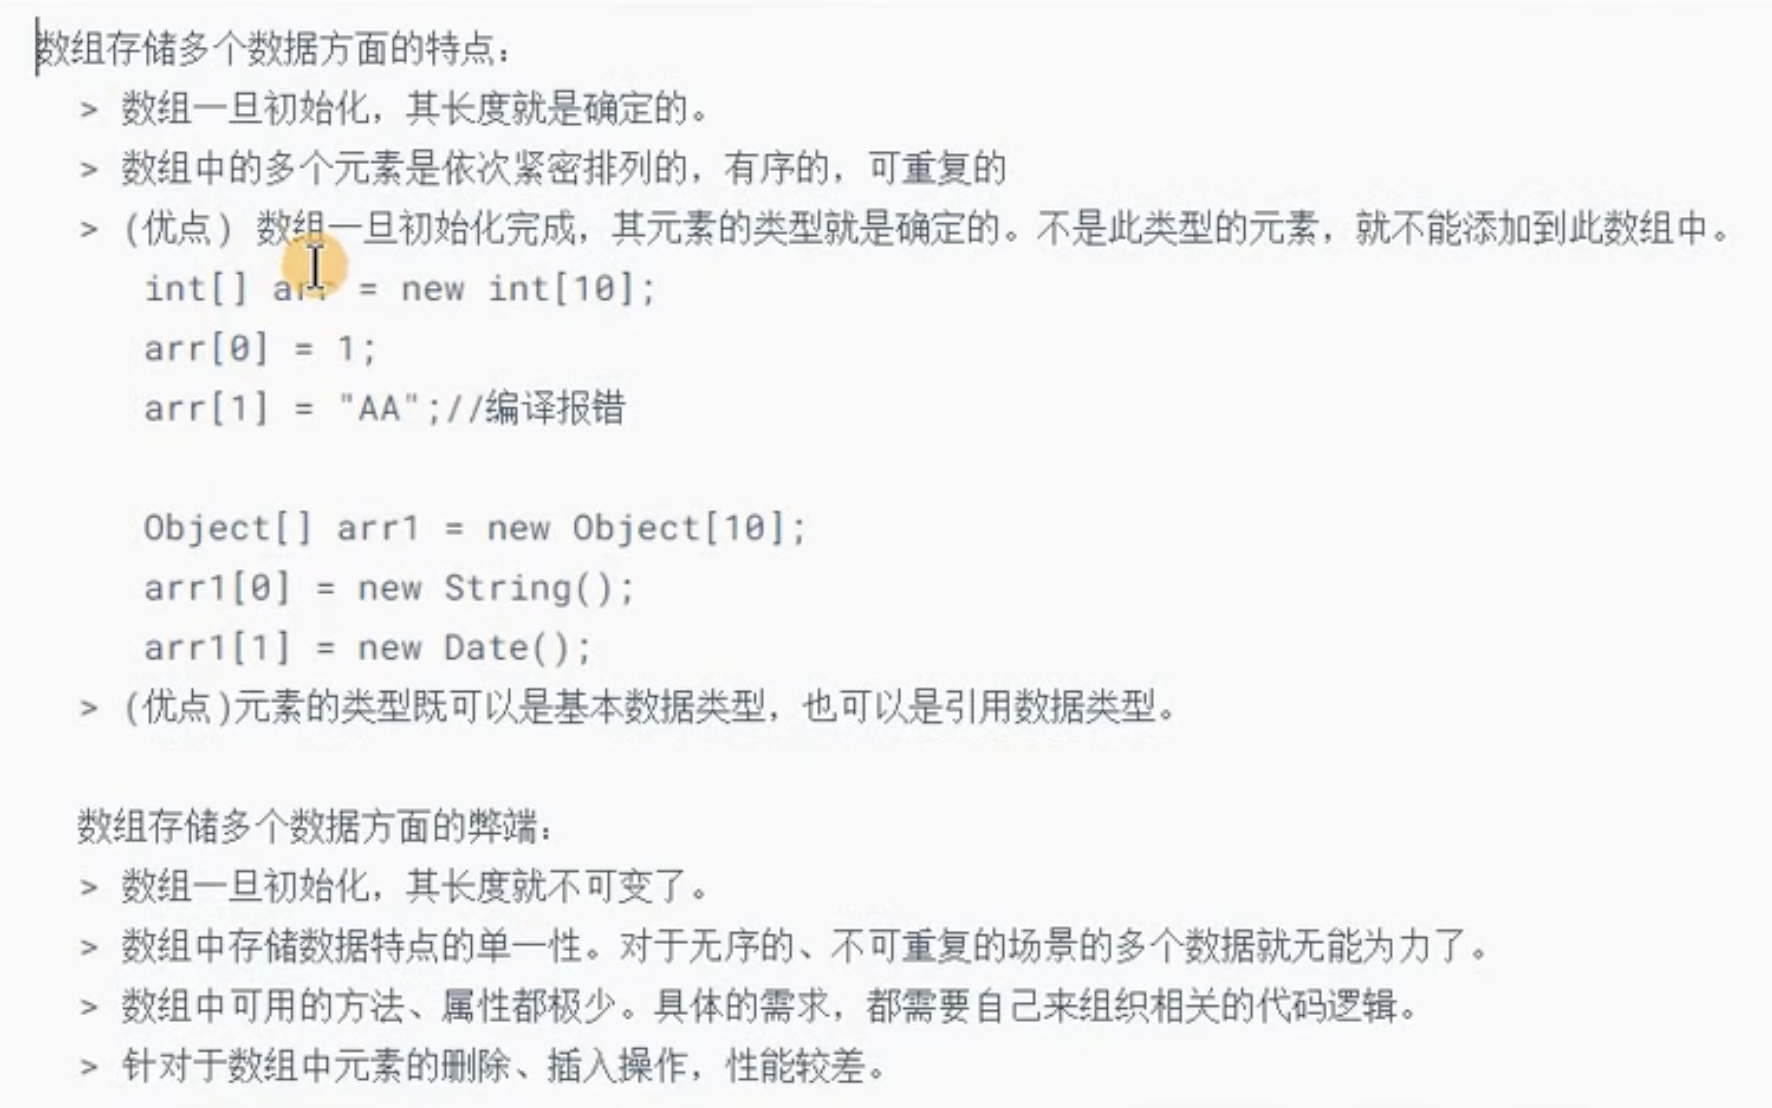 数组存储多个数据方面的特点：
> 数组一旦初始化，其长度就是确定的。
> 数组中的多个元素是依次紧密排列的，有序的，可重复的
> (优点) 数组一旦初始化完成，其元素的类型就是确定的。不是此类型的元素，就不能添加到此数组中。
int[] arr = new int[10];
arr[0] = 1;
arr[1] = "AA";//编译报错
Object[] arr1 = new Object[10];
arr1[0] = new String();
arr1[1] = new Date();
> (优点)元素的类型既可以是基本数据类型，也可以是引用数据类型。
数组存储多个数据方面的弊端：
> 数组一旦初始化，其长度就不可变了。
> 数组中存储数据特点的单一性。对于无序的、不可重复的场景的多个数据就无能为力了。
> 数组中可用的方法、属性都极少。具体的需求，都需要自己来组织相关的代码逻辑。
> 针对于数组中元素的删除、插入操作，性能较差。